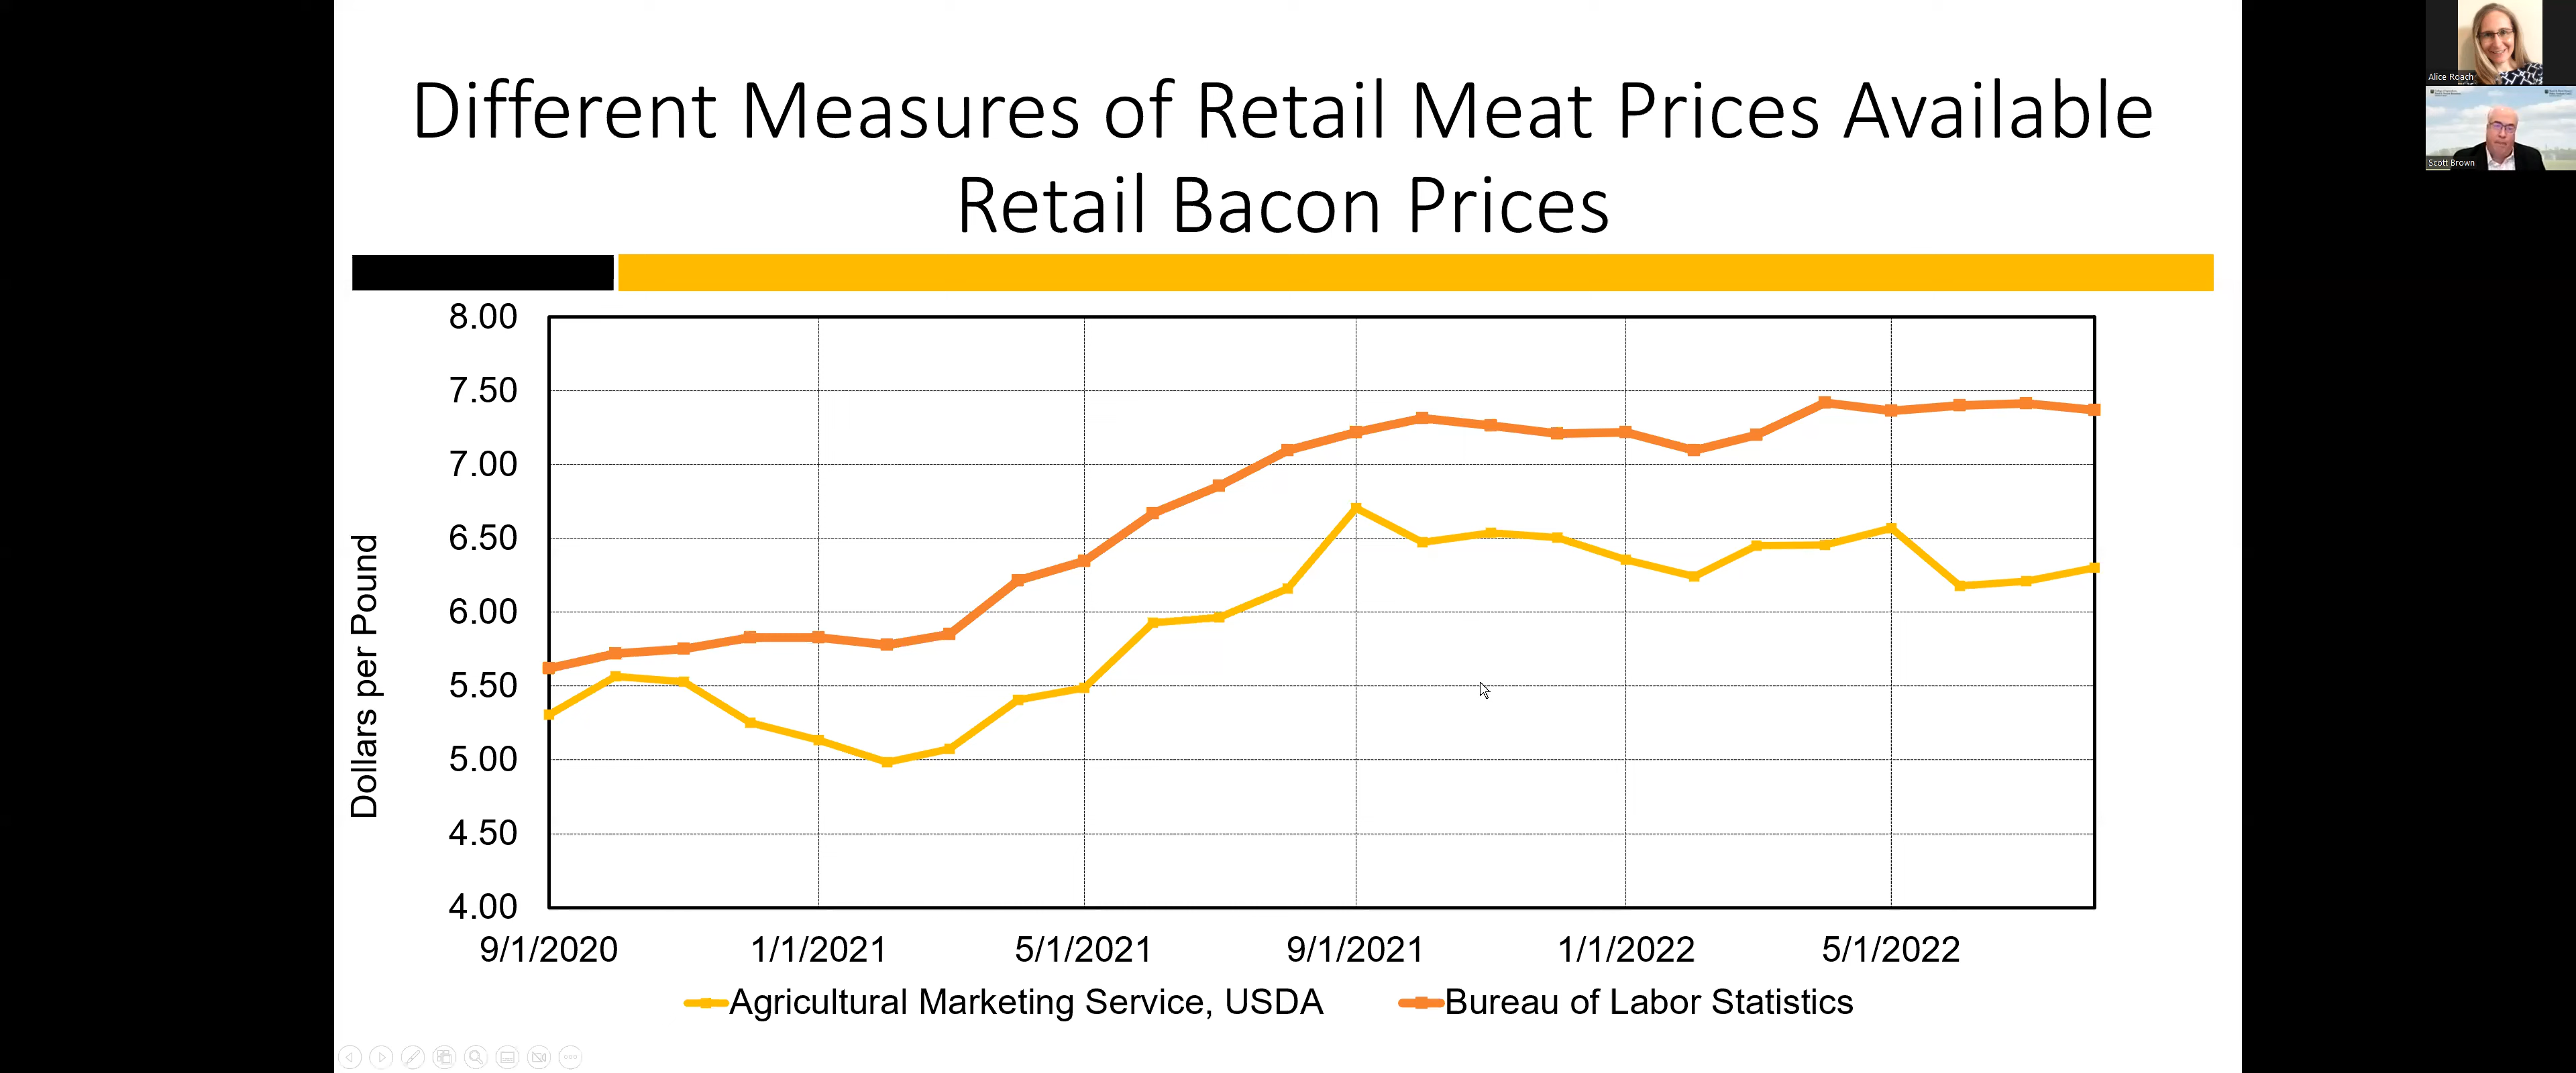 Different Measures of Retail Meat Prices Available
Retail Bacon Prices
Alice Roach
Scott Brown
Dollars per Pound
8.00
7.50
7.00
6.50
6.00
5.50
5.00
4.50
4.00
9/1/2020 1/1/2021 5/1/2021 9/1/2021 1/1/2022 5/1/2022
Agricultural Marketing Service, USDA Bureau of Labor Statistics